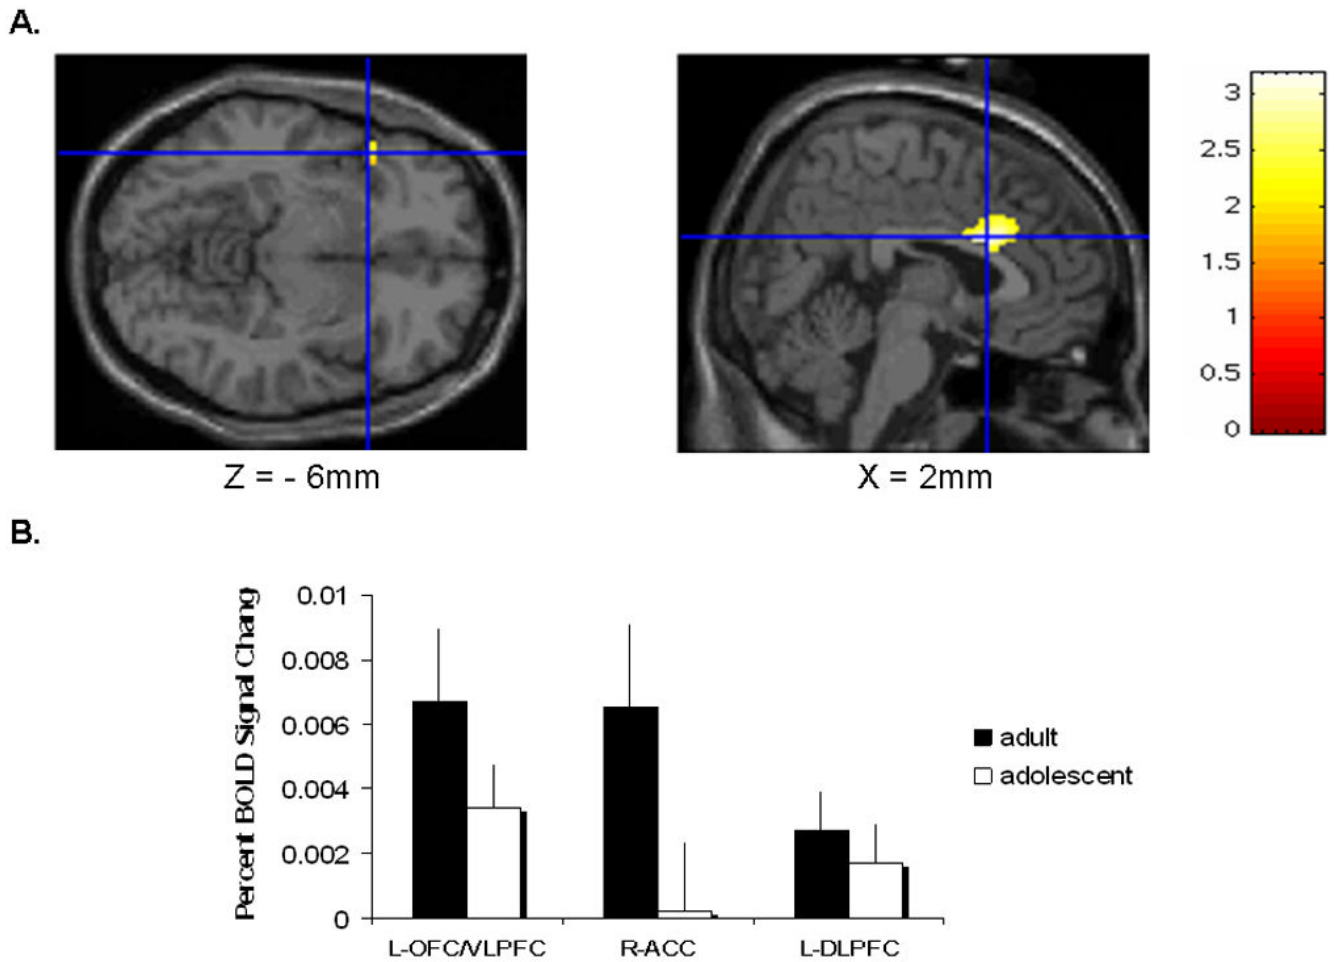 A.
3
2.5
2
1.5
1
0.5
0
Z = - 6mm
X = 2mm
B.
Percent BOLD Signal Chang
0.01
0.008
0.006
0.004
0.002
0
adult
adolescent
L-OFC/VLPFC
R-ACC
L-DLPFC